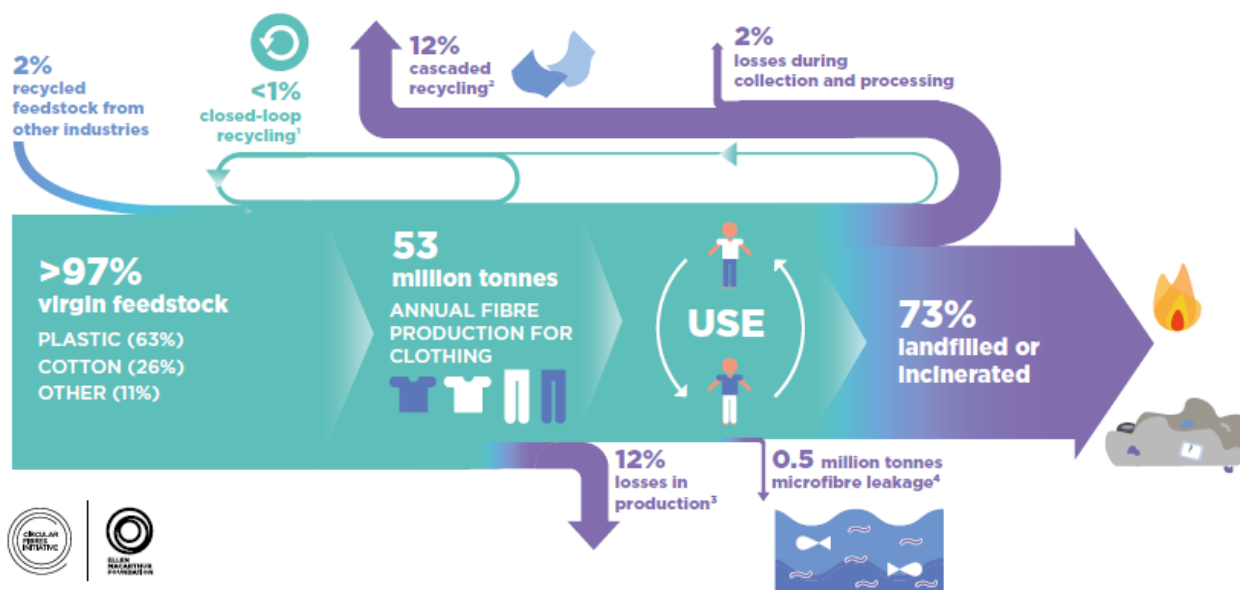 2%
recycled
feedstock from
other industries
<1%
closed-loop
recycling¹
12%
cascaded
recycling²
2%
losses during
collection and processing
>97%
virgin feedstock
PLASTIC (63%)
COTTON (26%)
OTHER (11%)
53
million tonnes
ANNUAL FIBRE
PRODUCTION FOR
CLOTHING
USE
73%
landfilled or
incinerated
12%
losses in
production³
0.5 million tonnes
microfibre leakage⁴
CIRCULAR
FIBRES
INITIATIVE
ELLEN
MACARTHUR
FOUNDATION